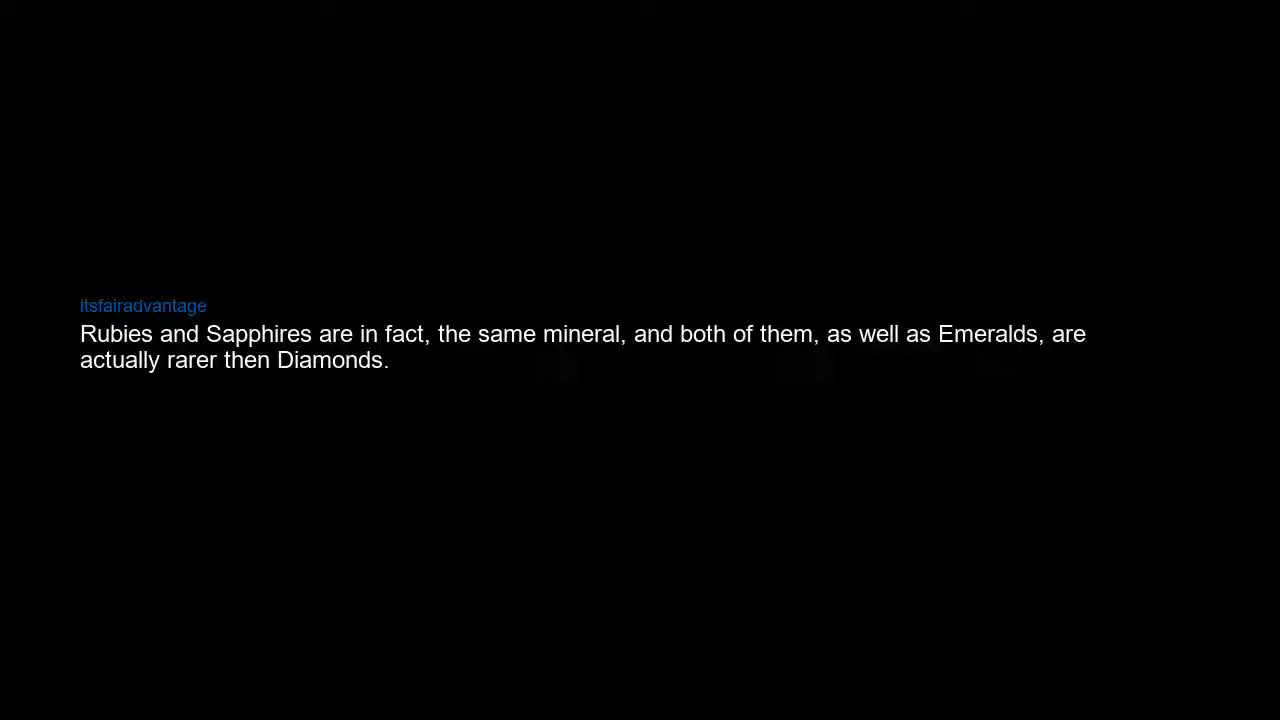 itsfairadvantage
Rubies and Sapphires are in fact, the same mineral, and both of them, as well as Emeralds, are
actually rarer then Diamonds.